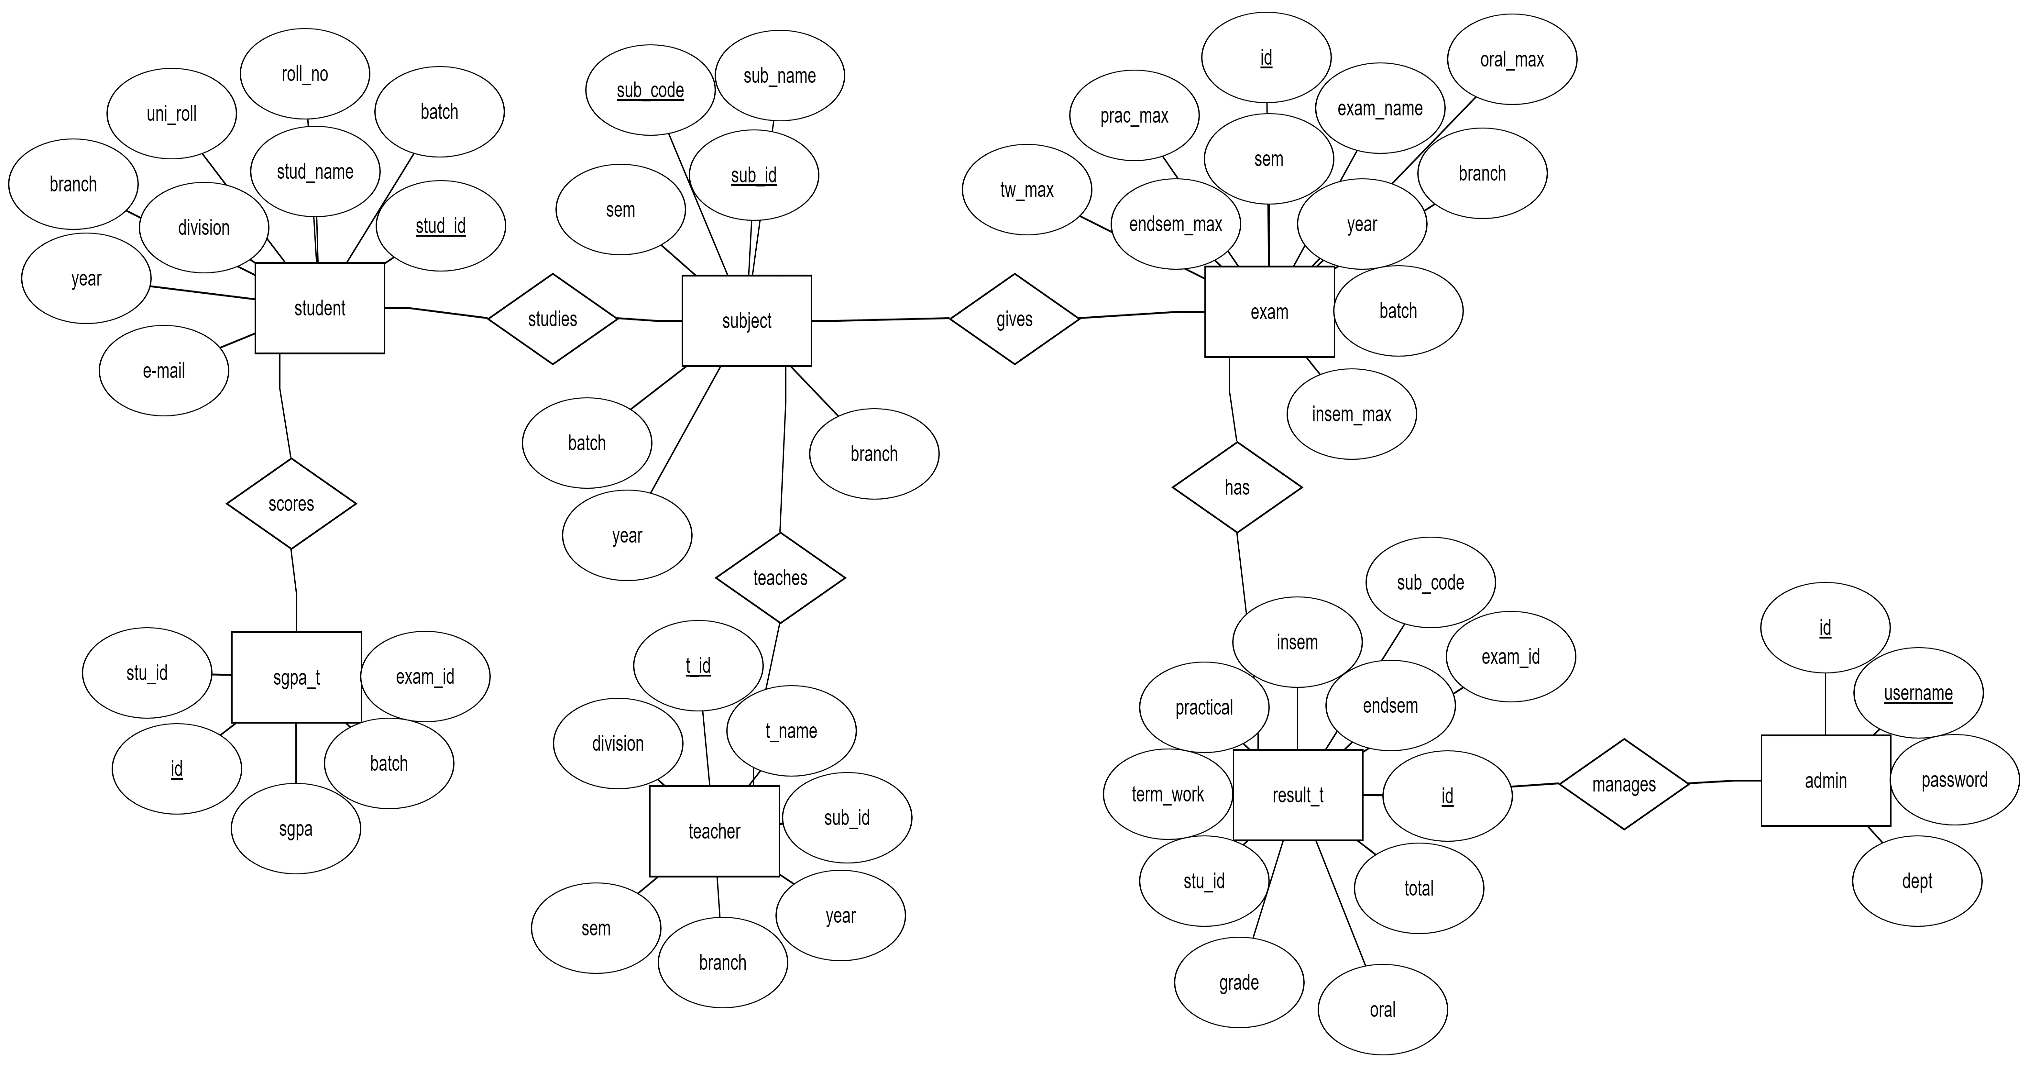 roll_no
uni_roll
batch
stud_name
branch
division
stud_id
year
student
e-mail
studies
scores
stu_id
sgpa_t
exam_id
id
batch
sgpa
sub_code
sub_name
sub_id
sem
subject
batch
branch
year
teaches
t_id
division
t_name
teacher
sub_id
sem
branch
year
gives
id
oral_max
prac_max
exam_name
sem
tw_max
branch
endsem_max
year
exam
batch
insem_max
has
sub_code
insem
exam_id
practical
endsem
term_work
result_t
id
stu_id
total
grade
oral
manages
id
username
admin
password
dept